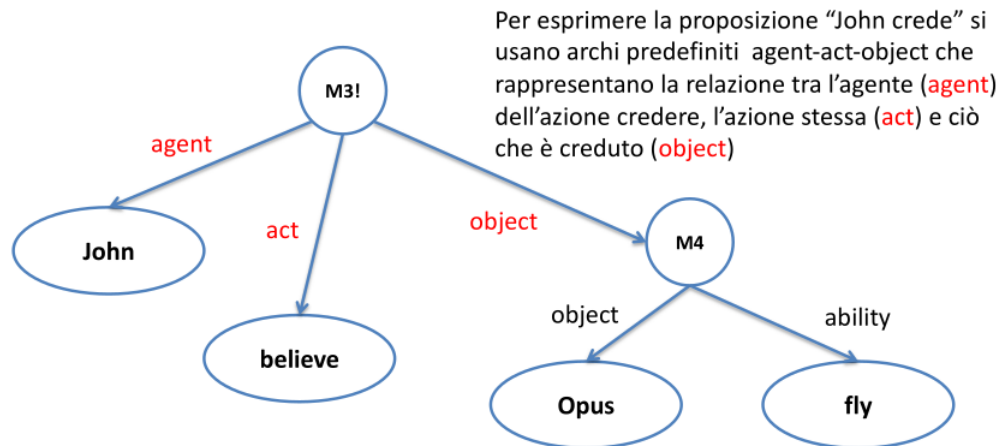 Per esprimere la proposizione “John crede” si
usano archi predefiniti agent-act-object che
rappresentano la relazione tra l’agente (agent)
dell’azione credere, l’azione stessa (act) e ciò
che è creduto (object)
M3!
agent
act
object
John
M4
believe
object
ability
Opus
fly